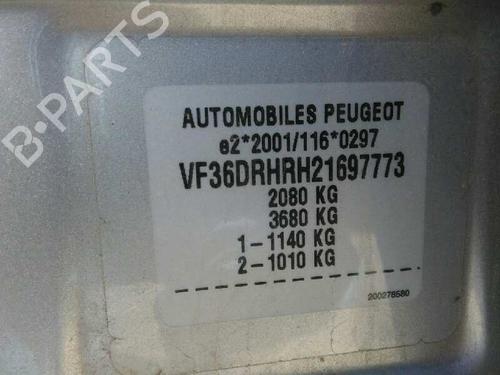 B-PARTS
AUTOMOBILES PEUGEOT
e2*2001/116*0297
VF36DRHRH21697773
2080 KG
3680 KG
1-1140 KG
2-1010 KG
200278580